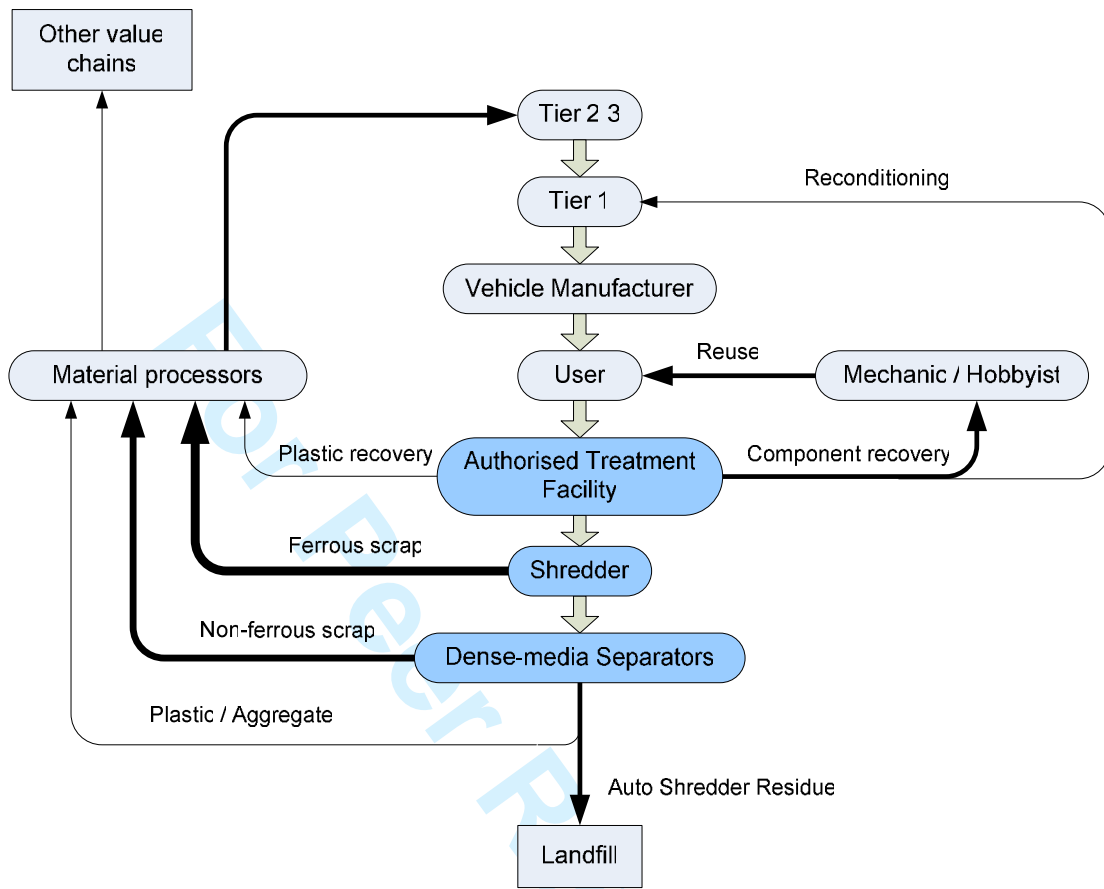 Other value
chains
Tier 2 3
Reconditioning
Tier 1
Vehicle Manufacturer
Reuse
Material processors
User
Mechanic / Hobbyist
Plastic recovery
Authorised Treatment
Facility
Component recovery
Ferrous scrap
Shredder
Non-ferrous scrap
Dense-media Separators
Plastic / Aggregate
Auto Shredder Residue
Landfill
For Peer R